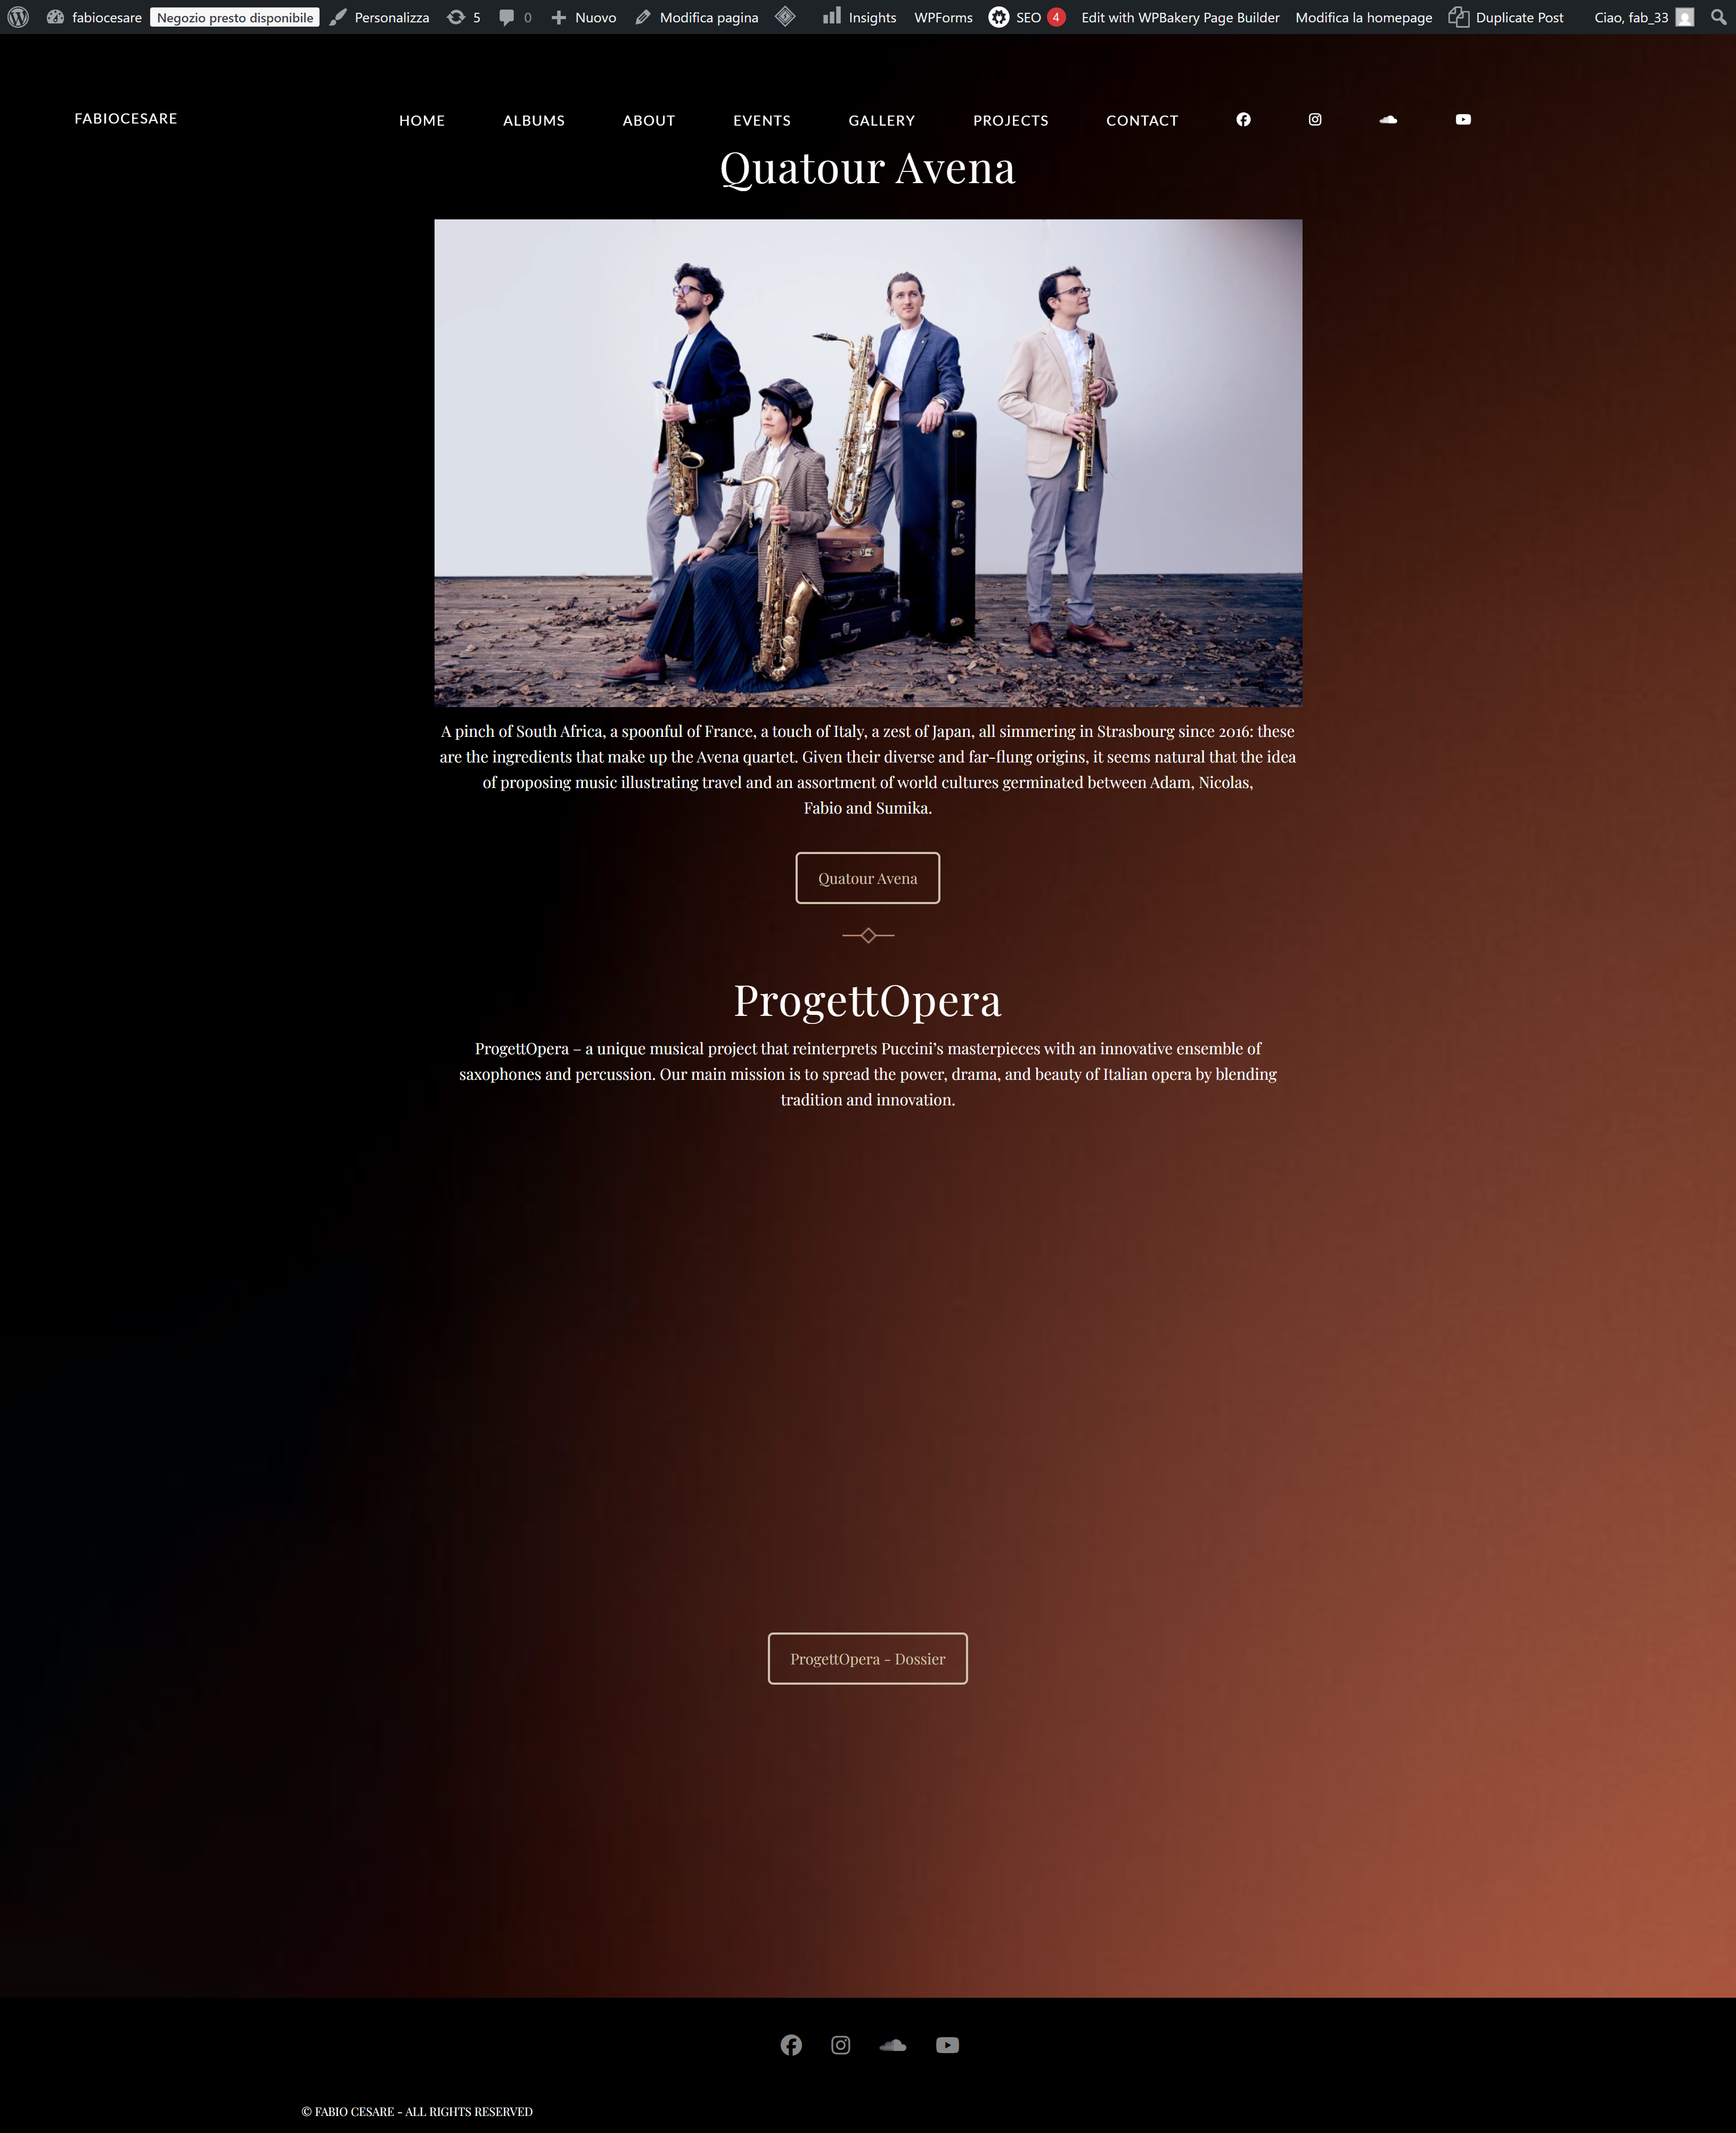 fabiocesare Negozio presto disponibile Personalizza 5 0 Nuovo Modifica pagina Insights WPForms SEO 4 Edit with WPBakery Page Builder Modifica la homepage Duplicate Post Ciao, fab_33
FABIOCESARE HOME ALBUMS ABOUT EVENTS GALLERY PROJECTS CONTACT
Quatour Avena
A pinch of South Africa, a spoonful of France, a touch of Italy, a zest of Japan, all simmering in Strasbourg since 2016: these
are the ingredients that make up the Avena quartet. Given their diverse and far-flung origins, it seems natural that the idea
of proposing music illustrating travel and an assortment of world cultures germinated between Adam, Nicolas,
Fabio and Sumika.
Quatour Avena
ProgettOpera
ProgettOpera – a unique musical project that reinterprets Puccini’s masterpieces with an innovative ensemble of
saxophones and percussion. Our main mission is to spread the power, drama, and beauty of Italian opera by blending
tradition and innovation.
ProgettOpera - Dossier
© FABIO CESARE - ALL RIGHTS RESERVED